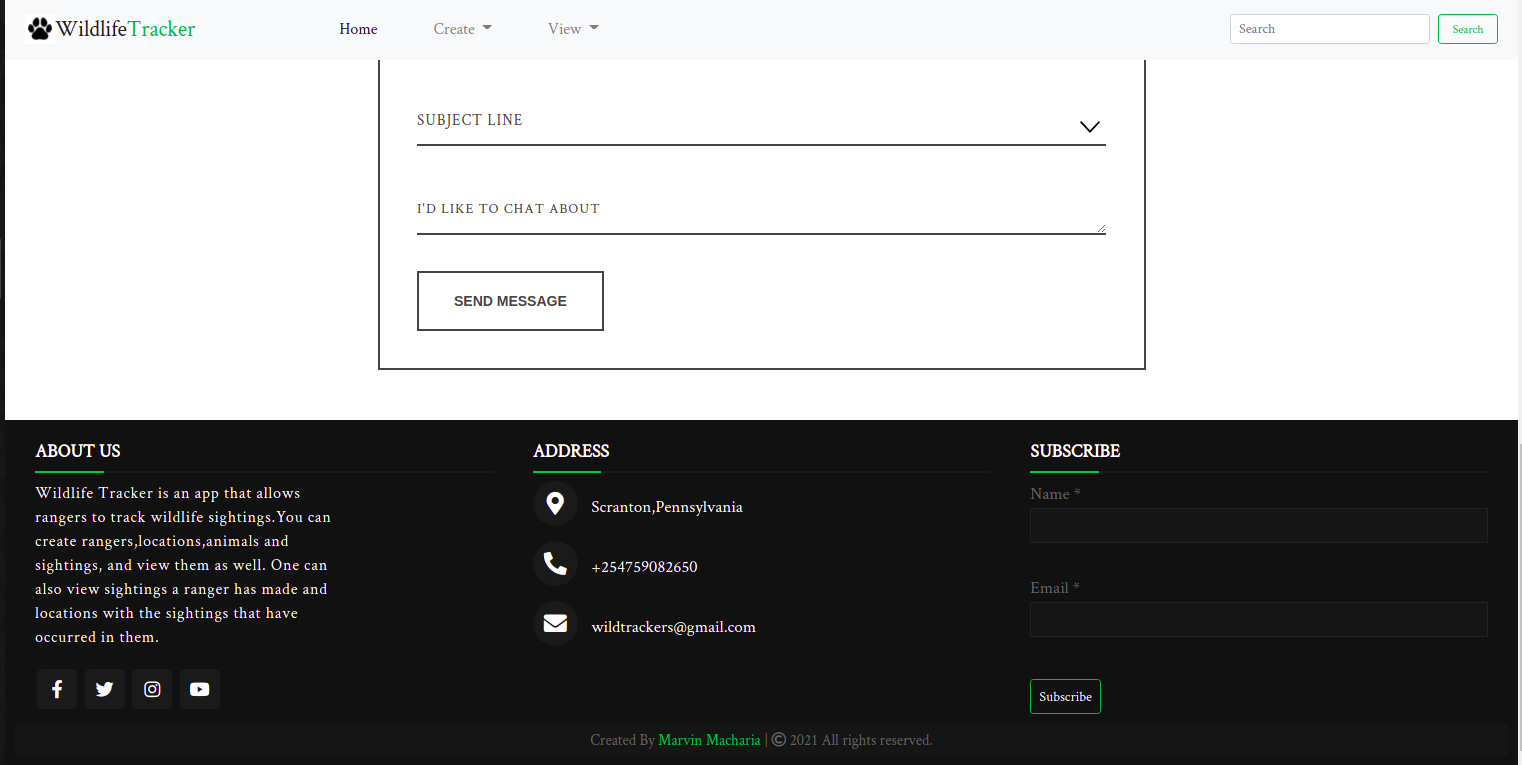 WildlifeTracker Home Create View Search Search
SUBJECT LINE
I'D LIKE TO CHAT ABOUT
SEND MESSAGE
ABOUT US
Wildlife Tracker is an app that allows
rangers to track wildlife sightings.You can
create rangers,locations,animals and
sightings, and view them as well. One can
also view sightings a ranger has made and
locations with the sightings that have
occurred in them.
ADDRESS
Scranton,Pennsylvania
+254759082650
wildtrackers@gmail.com
SUBSCRIBE
Name *
Email *
Subscribe
Created By Marvin Macharia | © 2021 All rights reserved.